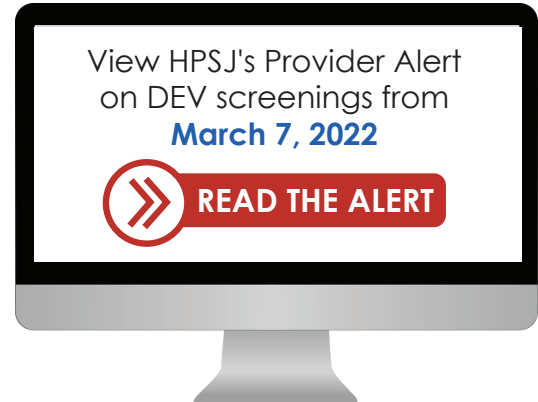 View HPSJ's Provider Alert
on DEV screenings from
March 7, 2022
READ THE ALERT